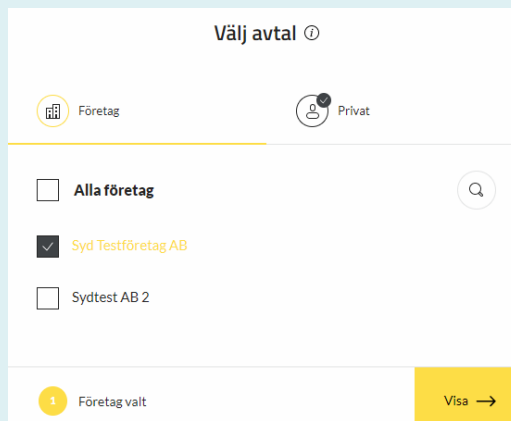 Välj avtal
Företag
Privat
Alla företag
Syd Testföretag AB
Sydtest AB 2
1 Företag valt
Visa